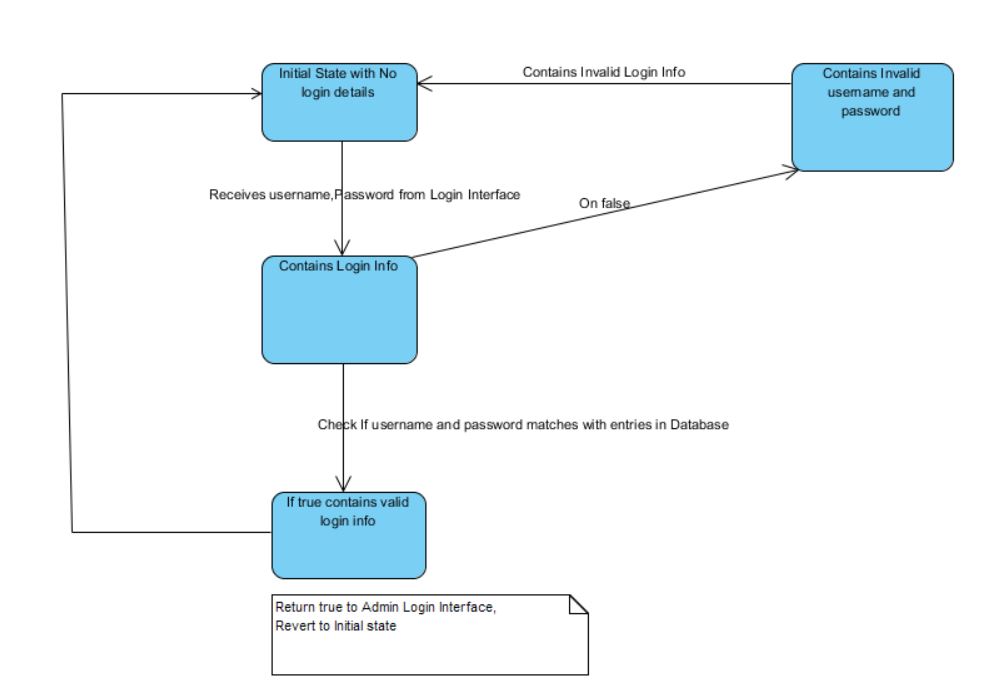 Initial State with No
login details
Contains Invalid Login Info
Contains Invalid
username and
password
Receives username,Password from Login Interface
On false
Contains Login Info
Check If username and password matches with entries in Database
If true contains valid
login info
Return true to Admin Login Interface,
Revert to Initial state